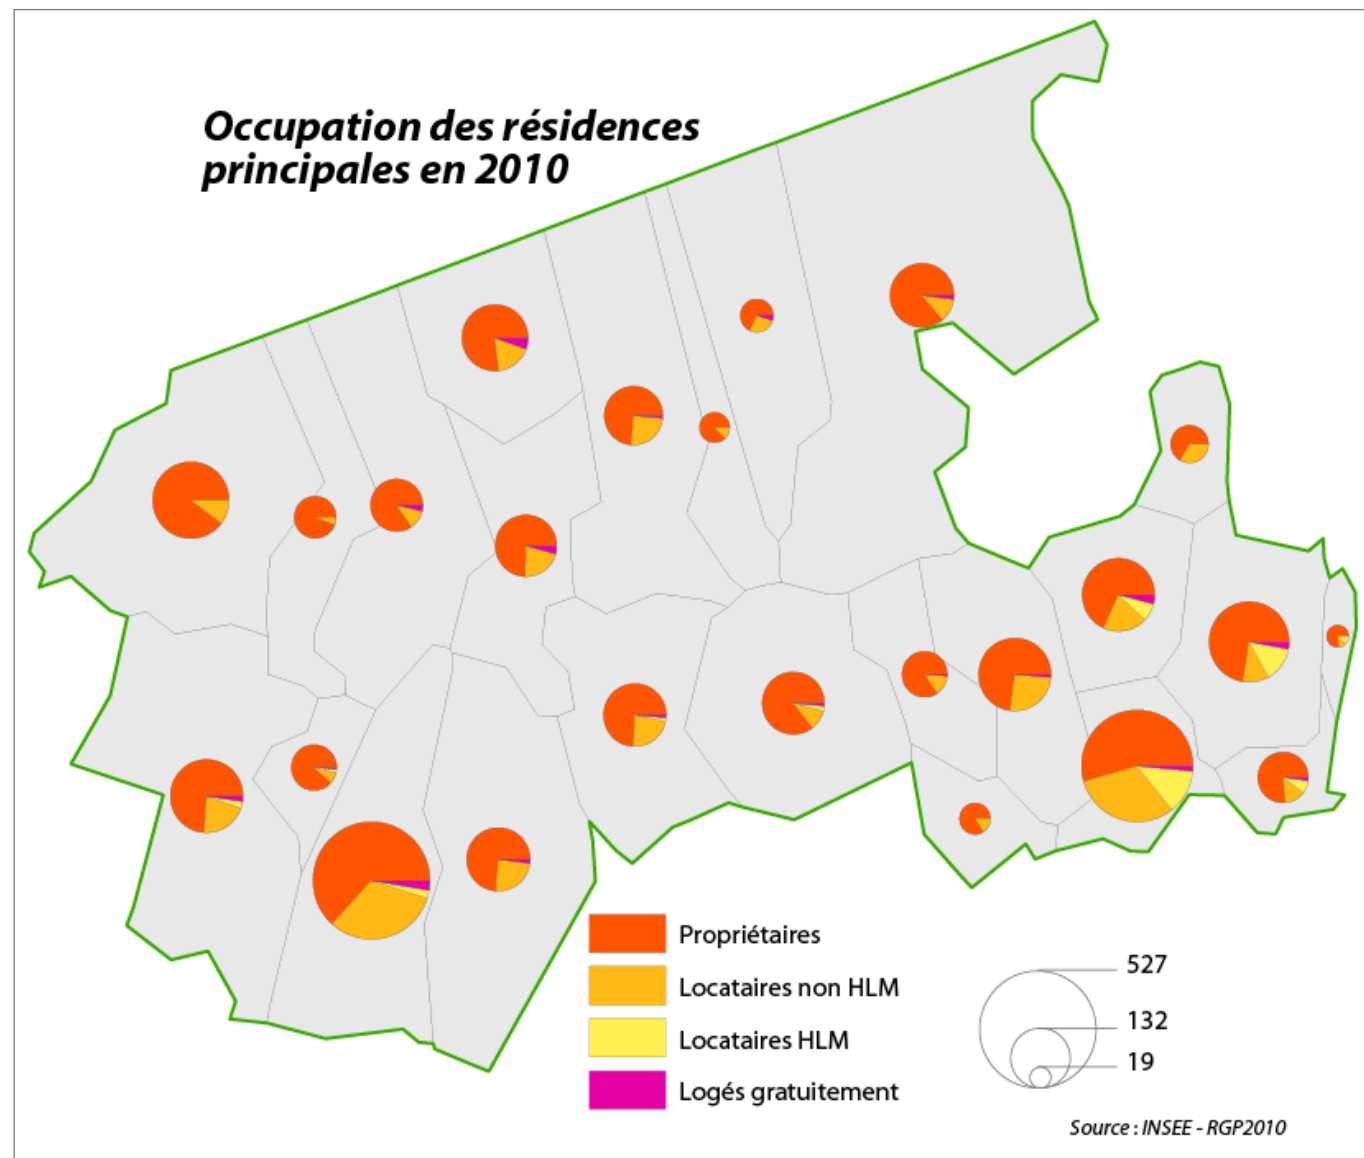 Occupation des résidences
principales en 2010
Propriétaires
Locataires non HLM
Locataires HLM
Logés gratuitement
527
132
19
Source : INSEE - RGP2010